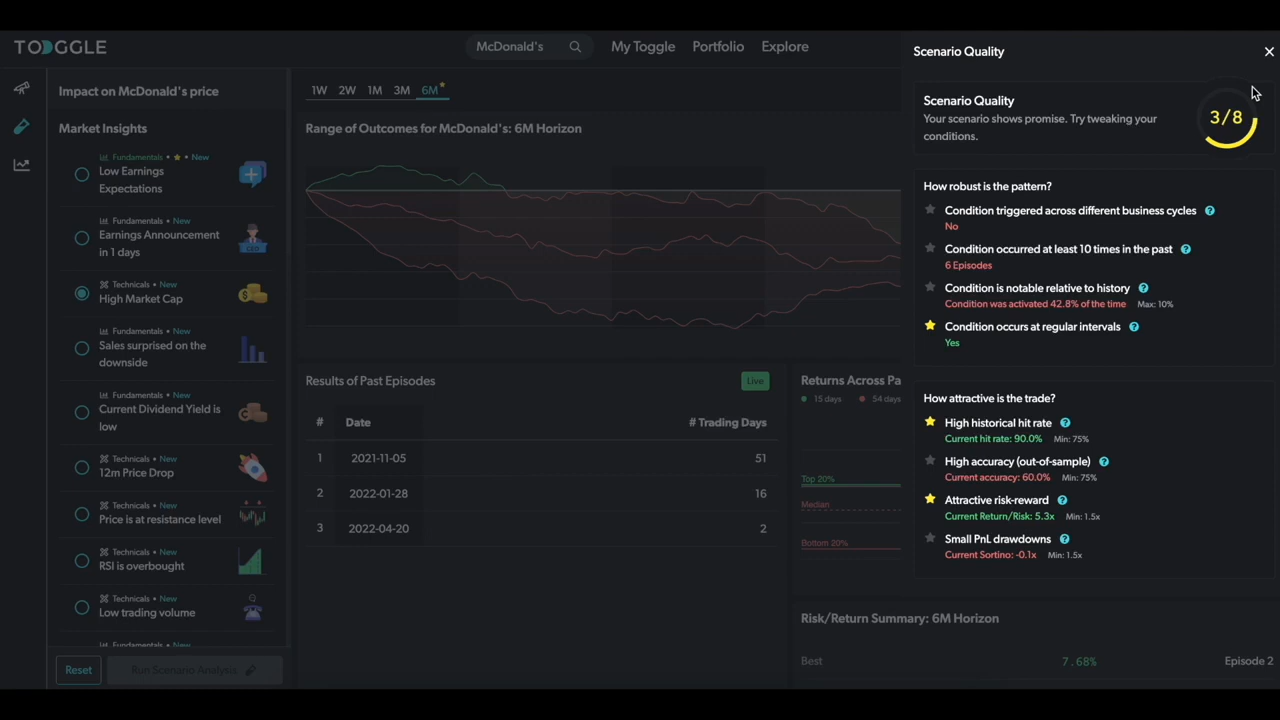 TOGGLE
McDonald's
My Toggle
Portfolio
Explore
Impact on McDonald's price
Market Insights
Fundamentals • ★ • New
Low Earnings
Expectations
Fundamentals • New
Earnings Announcement
in 1 days
CEO
Technicals • New
High Market Cap
Fundamentals • New
Sales surprised on the
downside
Fundamentals • New
Current Dividend Yield is
low
Technicals • New
12m Price Drop
Technicals • New
Price is at resistance level
Technicals • New
RSI is overbought
Technicals • New
Low trading volume
Fundamentals • New
Reset
Run Scenario Analysis
1W 2W 1M 3M 6M
Range of Outcomes for McDonald's: 6M Horizon
Results of Past Episodes
Live
# Date # Trading Days
1 2021-11-05 51
2 2022-01-28 16
3 2022-04-20 2
Returns Across Pa
15 days 54 days
Top 20%
Median
Bottom 20%
Risk/Return Summary: 6M Horizon
Best 7.68% Episode 2
Scenario Quality
Scenario Quality
Your scenario shows promise. Try tweaking your
conditions.
3/8
How robust is the pattern?
Condition triggered across different business cycles ?
No
Condition occurred at least 10 times in the past ?
6 Episodes
Condition is notable relative to history ?
Condition was activated 42.8% of the time Max: 10%
Condition occurs at regular intervals ?
Yes
How attractive is the trade?
High historical hit rate ?
Current hit rate: 90.0% Min: 75%
High accuracy (out-of-sample) ?
Current accuracy: 60.0% Min: 75%
Attractive risk-reward ?
Current Return/Risk: 5.3x Min: 1.5x
Small PnL drawdowns ?
Current Sortino: -0.1x Min: 1.5x